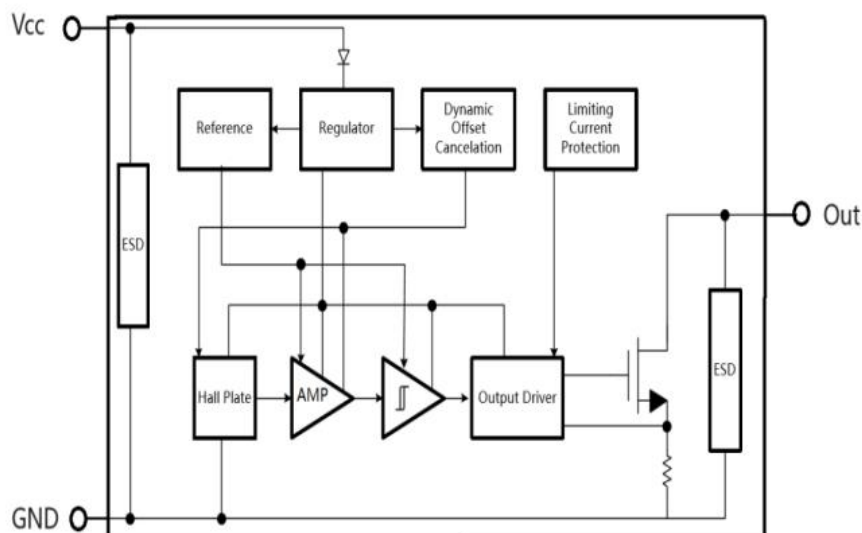 Vcc
Reference
Regulator
Dynamic
Offset
Cancelation
Limiting
Current
Protection
ESD
Out
Hall Plate
AMP
Output Driver
ESD
GND